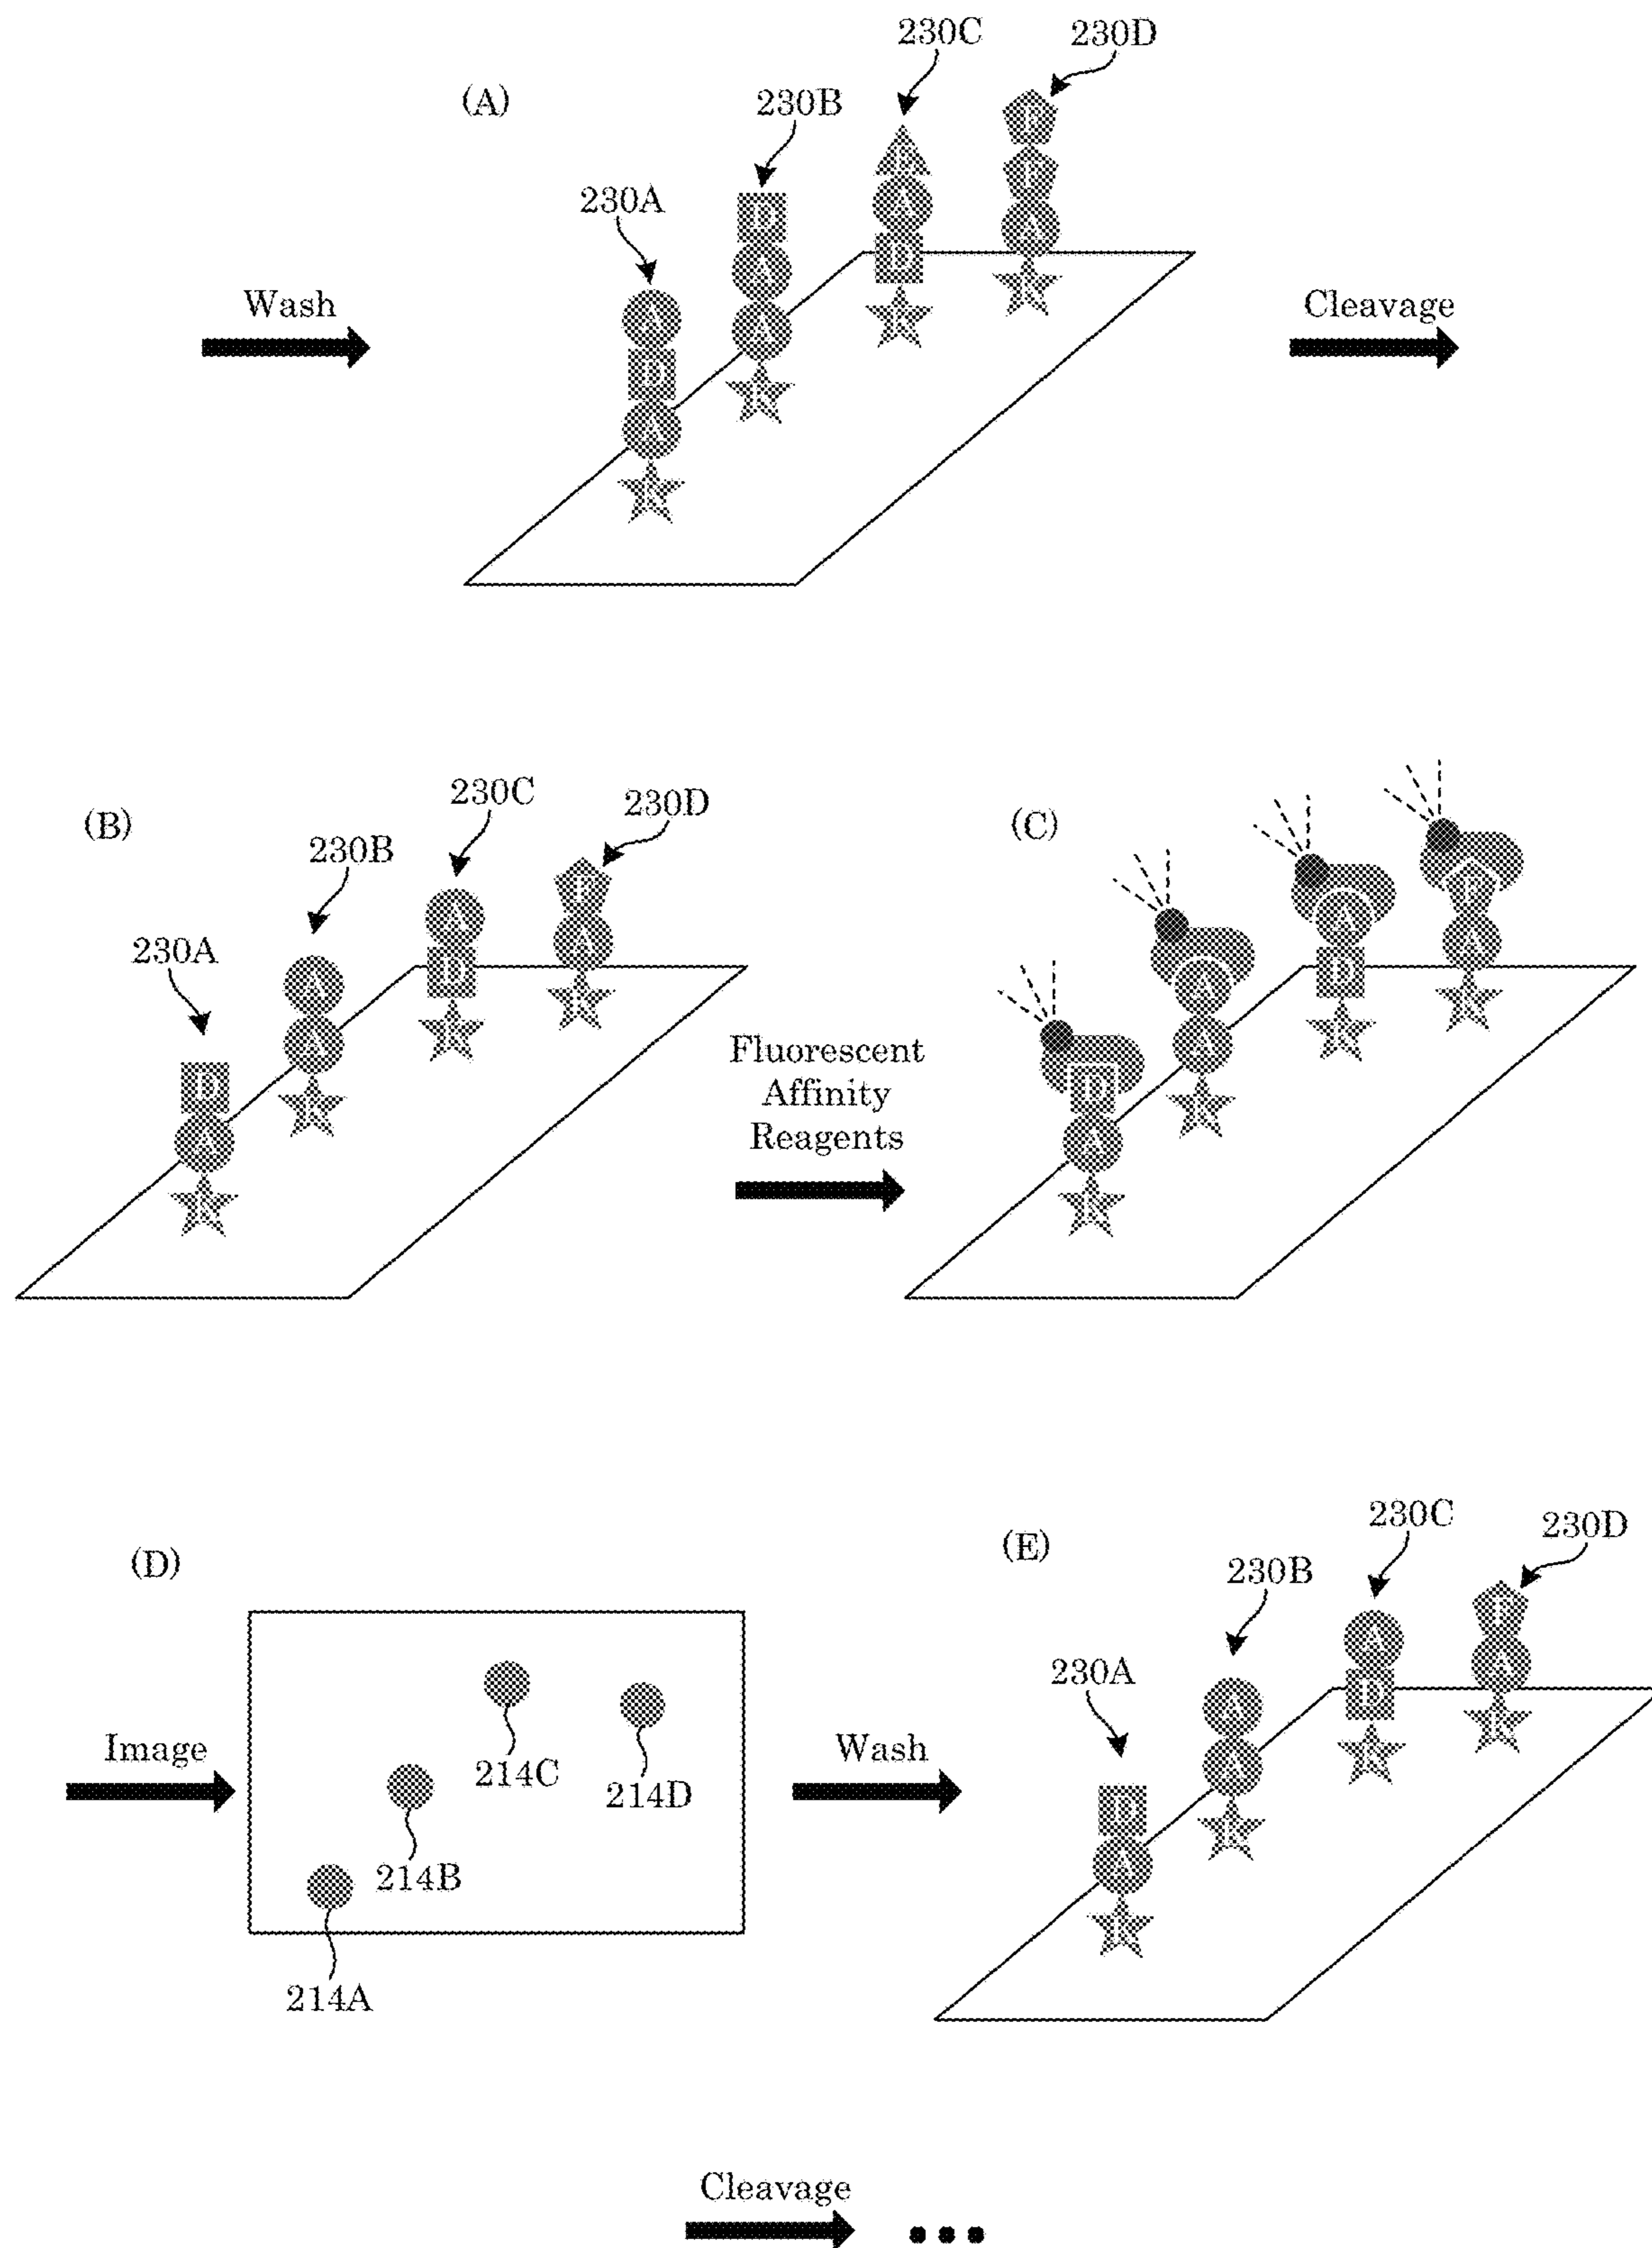 (A)
230A
230B
230C
230D
Wash
A
D
A
D
A
A
A
A
Cleavage
(B)
230A
230B
230C
230D
D
A
A
A
A
D
A
Fluorescent
Affinity
Reagents
(C)
D
A
A
A
A
D
A
(D)
Image
214A
214B
214C
214D
Wash
(E)
230A
230B
230C
230D
A
A
A
A
D
A
Cleavage
•••